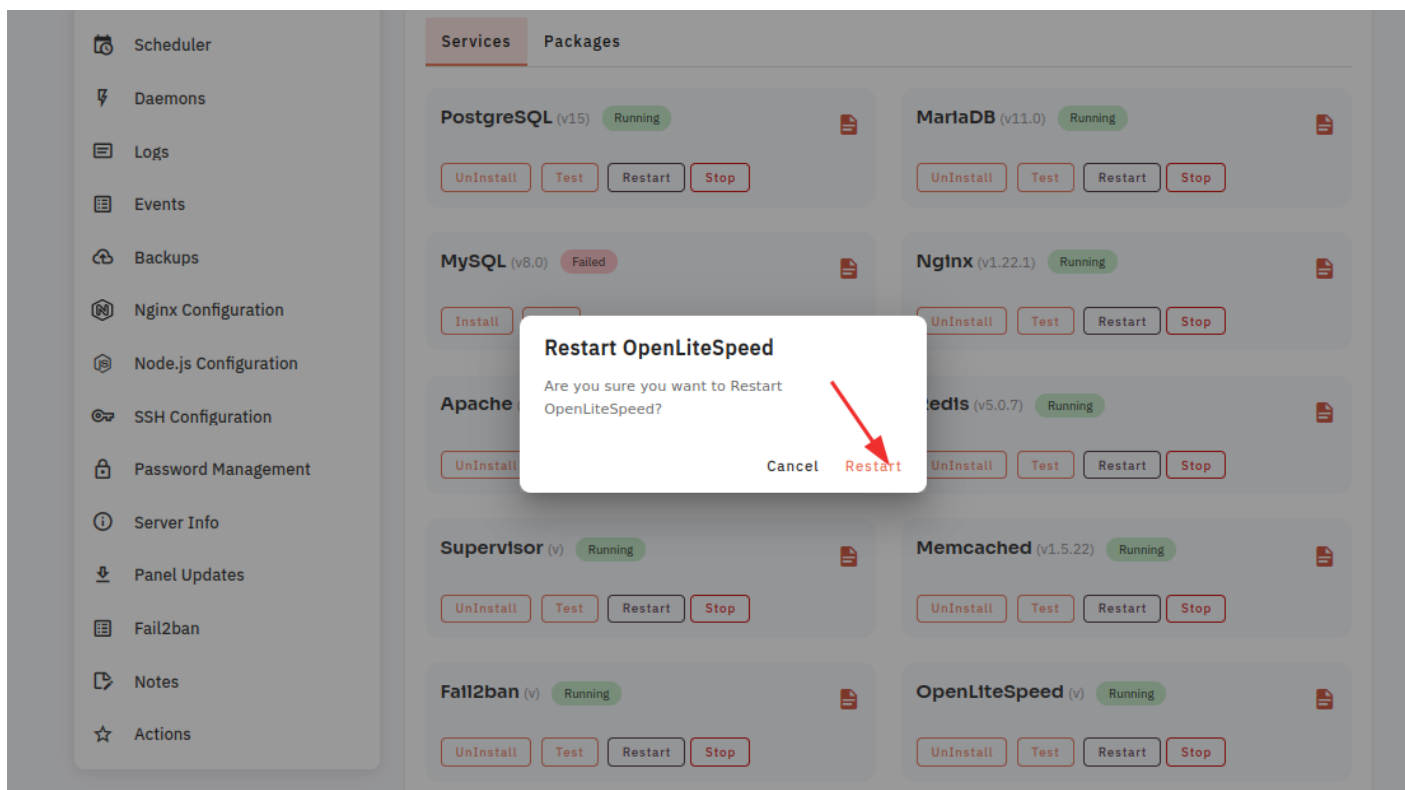 Scheduler
Daemons
Logs
Events
Backups
Nginx Configuration
Node.js Configuration
SSH Configuration
Password Management
Server Info
Panel Updates
Fail2ban
Notes
Actions
Services Packages
PostgreSQL (v15) Running
UnInstall Test Restart Stop
MariaDB (v11.0) Running
UnInstall Test Restart Stop
MySQL (v8.0) Failed
Install
Nginx (v1.22.1) Running
UnInstall Test Restart Stop
Apache
UnInstall
Redis (v5.0.7) Running
UnInstall Test Restart Stop
Restart OpenLiteSpeed
Are you sure you want to Restart
OpenLiteSpeed?
Cancel Restart
Supervisor (v) Running
UnInstall Test Restart Stop
Memcached (v1.5.22) Running
UnInstall Test Restart Stop
Fail2ban (v) Running
UnInstall Test Restart Stop
OpenLiteSpeed (v) Running
UnInstall Test Restart Stop